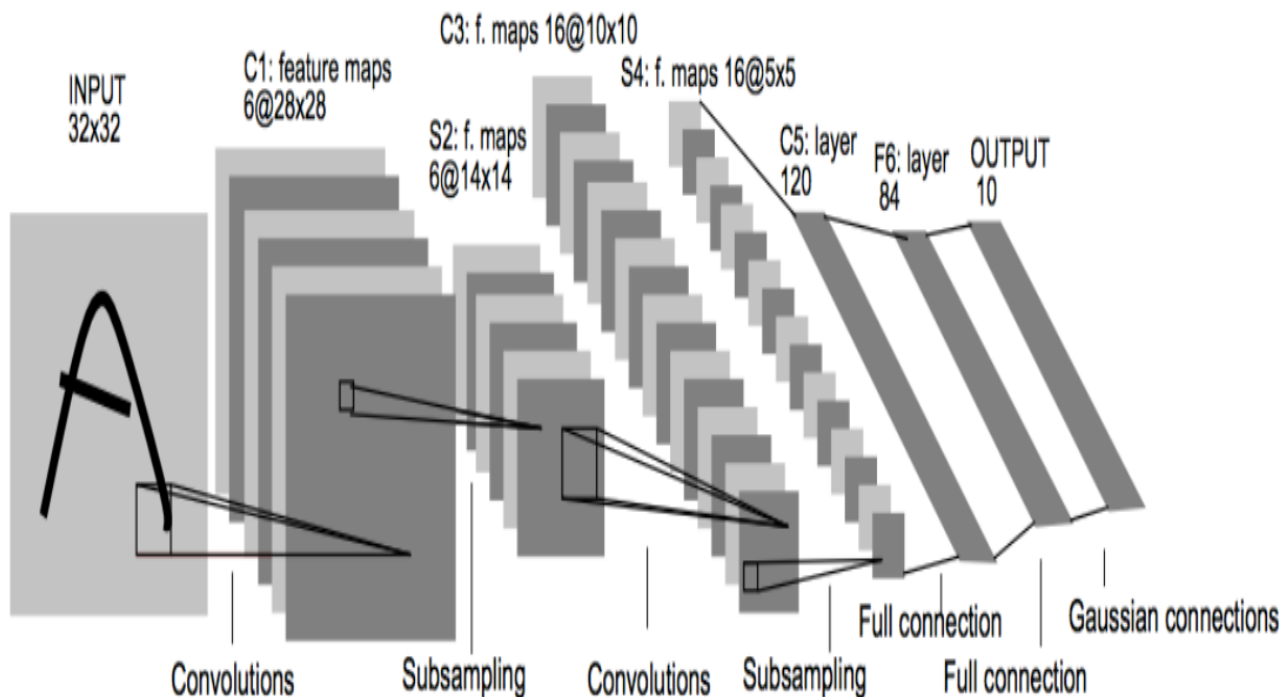 INPUT
32x32
C1: feature maps
6@28x28
S2: f. maps
6@14x14
C3: f. maps 16@10x10
S4: f. maps 16@5x5
C5: layer
120
F6: layer
84
OUTPUT
10
A
Convolutions
Subsampling
Convolutions
Subsampling
Full connection
Full connection
Gaussian connections